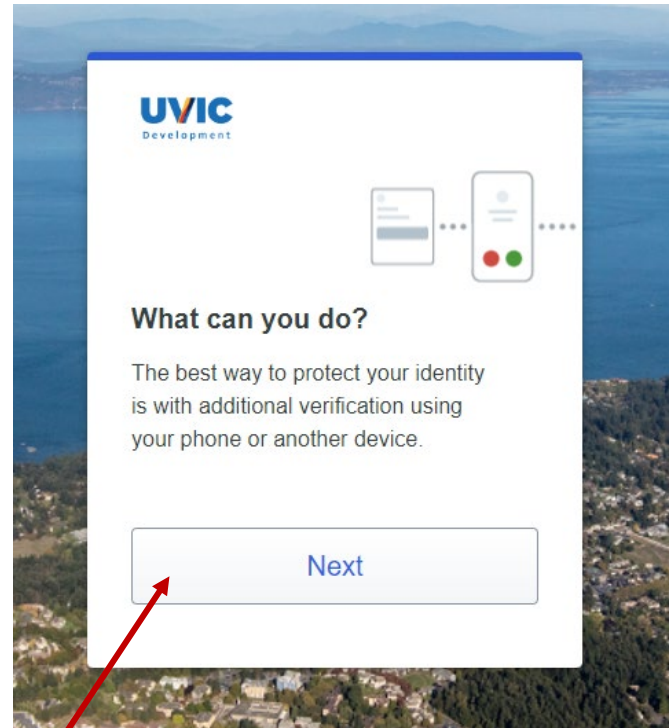 UVIC
Development
What can you do?
The best way to protect your identity
is with additional verification using
your phone or another device.
Next